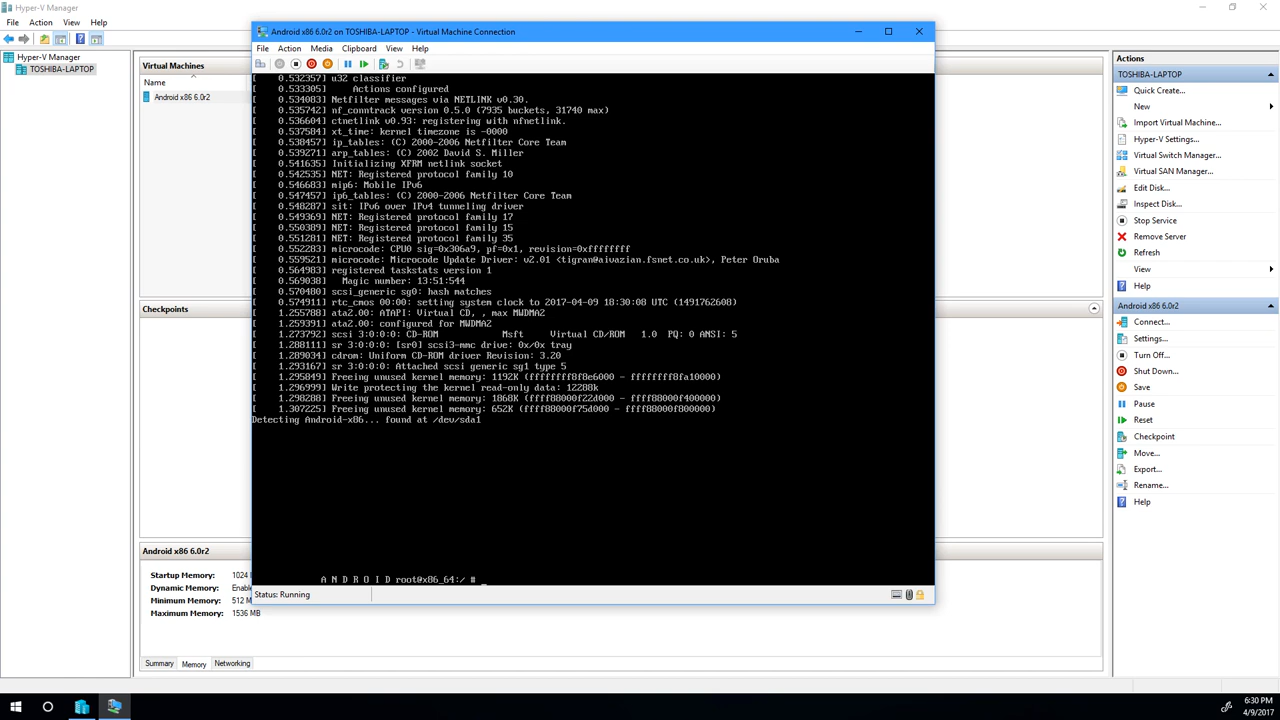 Hyper-V Manager
File Action View Help
Hyper-V Manager
TOSHIBA-LAPTOP
Virtual Machines
Name
Android x86 6.0r2
Checkpoints
Android x86 6.0r2
Startup Memory: 1024
Dynamic Memory: Enable
Minimum Memory: 512 M
Maximum Memory: 1536 MB
Summary Memory Networking
Android x86 6.0r2 on TOSHIBA-LAPTOP - Virtual Machine Connection
File Action Media Clipboard View Help
[ 0.532357] u32 classifier
[ 0.533305] Actions configured
[ 0.534083] Netfilter messages via NETLINK v0.30.
[ 0.535742] nf_conntrack version 0.5.0 (7935 buckets, 31740 max)
[ 0.536604] ctnetlink v0.93: registering with nfnetlink.
[ 0.537584] xt_time: kernel timezone is -0000
[ 0.538457] ip_tables: (C) 2000-2006 Netfilter Core Team
[ 0.539271] arp_tables: (C) 2002 David S. Miller
[ 0.541635] Initializing XFRM netlink socket
[ 0.542535] NET: Registered protocol family 10
[ 0.546683] mip6: Mobile IPv6
[ 0.547457] ip6_tables: (C) 2000-2006 Netfilter Core Team
[ 0.548287] sit: IPv6 over IPv4 tunneling driver
[ 0.549369] NET: Registered protocol family 17
[ 0.550389] NET: Registered protocol family 15
[ 0.551281] NET: Registered protocol family 35
[ 0.552283] microcode: CPU0 sig=0x306a9, pf=0x1, revision=0xffffffff
[ 0.559521] microcode: Microcode Update Driver: v2.01 <tigran@aivazian.fsnet.co.uk>, Peter Oruba
[ 0.564983] registered taskstats version 1
[ 0.569038] Magic number: 13:51:544
[ 0.570480] scsi_generic sg0: hash matches
[ 0.574911] rtc_cmos 00:00: setting system clock to 2017-04-09 18:30:08 UTC (1491762608)
[ 1.255788] ata2.00: ATAPI: Virtual CD, , max MWDMA2
[ 1.259391] ata2.00: configured for MWDMA2
[ 1.273792] scsi 3:0:0:0: CD-ROM Msft Virtual CD/ROM 1.0 PQ: 0 ANSI: 5
[ 1.288111] sr 3:0:0:0: [sr0] scsi3-mmc drive: 0x/0x tray
[ 1.289034] cdrom: Uniform CD-ROM driver Revision: 3.20
[ 1.293167] sr 3:0:0:0: Attached scsi generic sg1 type 5
[ 1.295849] Freeing unused kernel memory: 1192K (ffffffff8f8e6000 - ffffffff8fa10000)
[ 1.296999] Write protecting the kernel read-only data: 12288k
[ 1.298288] Freeing unused kernel memory: 1868K (ffff88000f22d000 - ffff88000f400000)
[ 1.307225] Freeing unused kernel memory: 652K (ffff88000f75d000 - ffff88000f800000)
Detecting Android-x86... found at /dev/sda1
A N D R O I D root@x86_64:/ # _
Status: Running
Actions
TOSHIBA-LAPTOP
Quick Create...
New
Import Virtual Machine...
Hyper-V Settings...
Virtual Switch Manager...
Virtual SAN Manager...
Edit Disk...
Inspect Disk...
Stop Service
Remove Server
Refresh
View
Help
Android x86 6.0r2
Connect...
Settings...
Turn Off...
Shut Down...
Save
Pause
Reset
Checkpoint
Move...
Export...
Rename...
Help
6:30 PM
4/9/2017